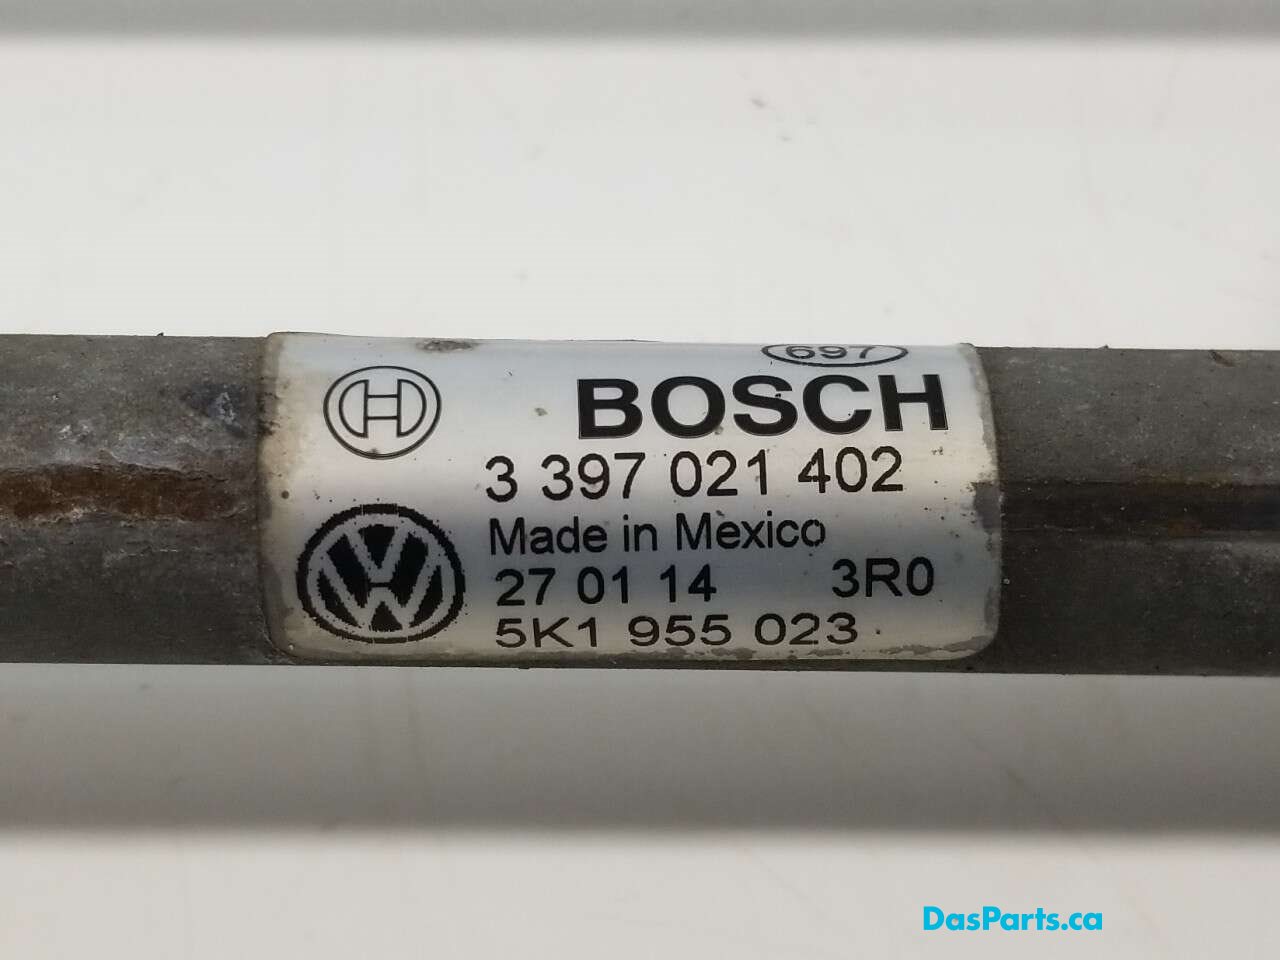 697
BOSCH
3 397 021 402
Made in Mexico
27 01 14 3R0
5K1 955 023
DasParts.ca